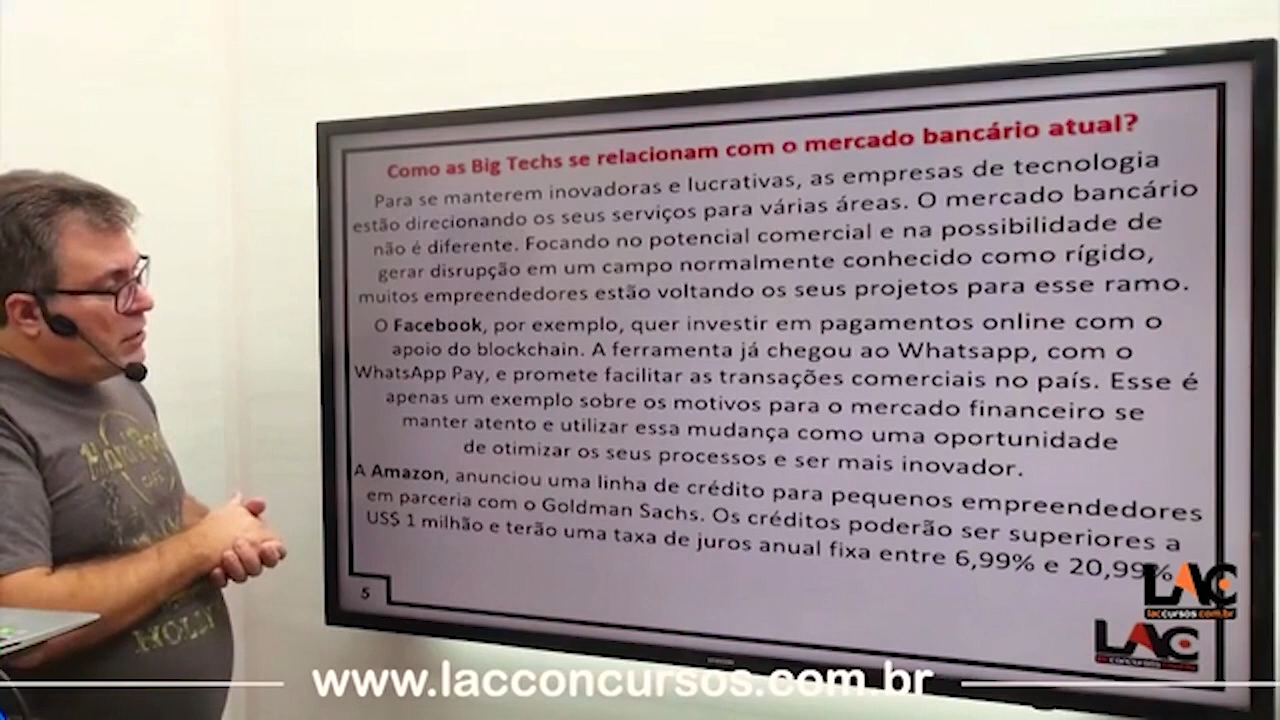 Como as Big Techs se relacionam com o mercado bancário atual?
Para se manterem inovadoras e lucrativas, as empresas de tecnologia
estão direcionando os seus serviços para várias áreas. O mercado bancário
não é diferente. Focando no potencial comercial e na possibilidade de
gerar disrupção em um campo normalmente conhecido como rígido,
muitos empreendedores estão voltando os seus projetos para esse ramo.
O Facebook, por exemplo, quer investir em pagamentos online com o
apoio do blockchain. A ferramenta já chegou ao Whatsapp, com o
WhatsApp Pay, e promete facilitar as transações comerciais no país. Esse é
apenas um exemplo sobre os motivos para o mercado financeiro se
manter atento e utilizar essa mudança como uma oportunidade
de otimizar os seus processos e ser mais inovador.
A Amazon, anunciou uma linha de crédito para pequenos empreendedores
em parceria com o Goldman Sachs. Os créditos poderão ser superiores a
US$ 1 milhão e terão uma taxa de juros anual fixa entre 6,99% e 20,99%.
5
LAC
laccursos.com.br
LAC
www.lacconcursos.com.br